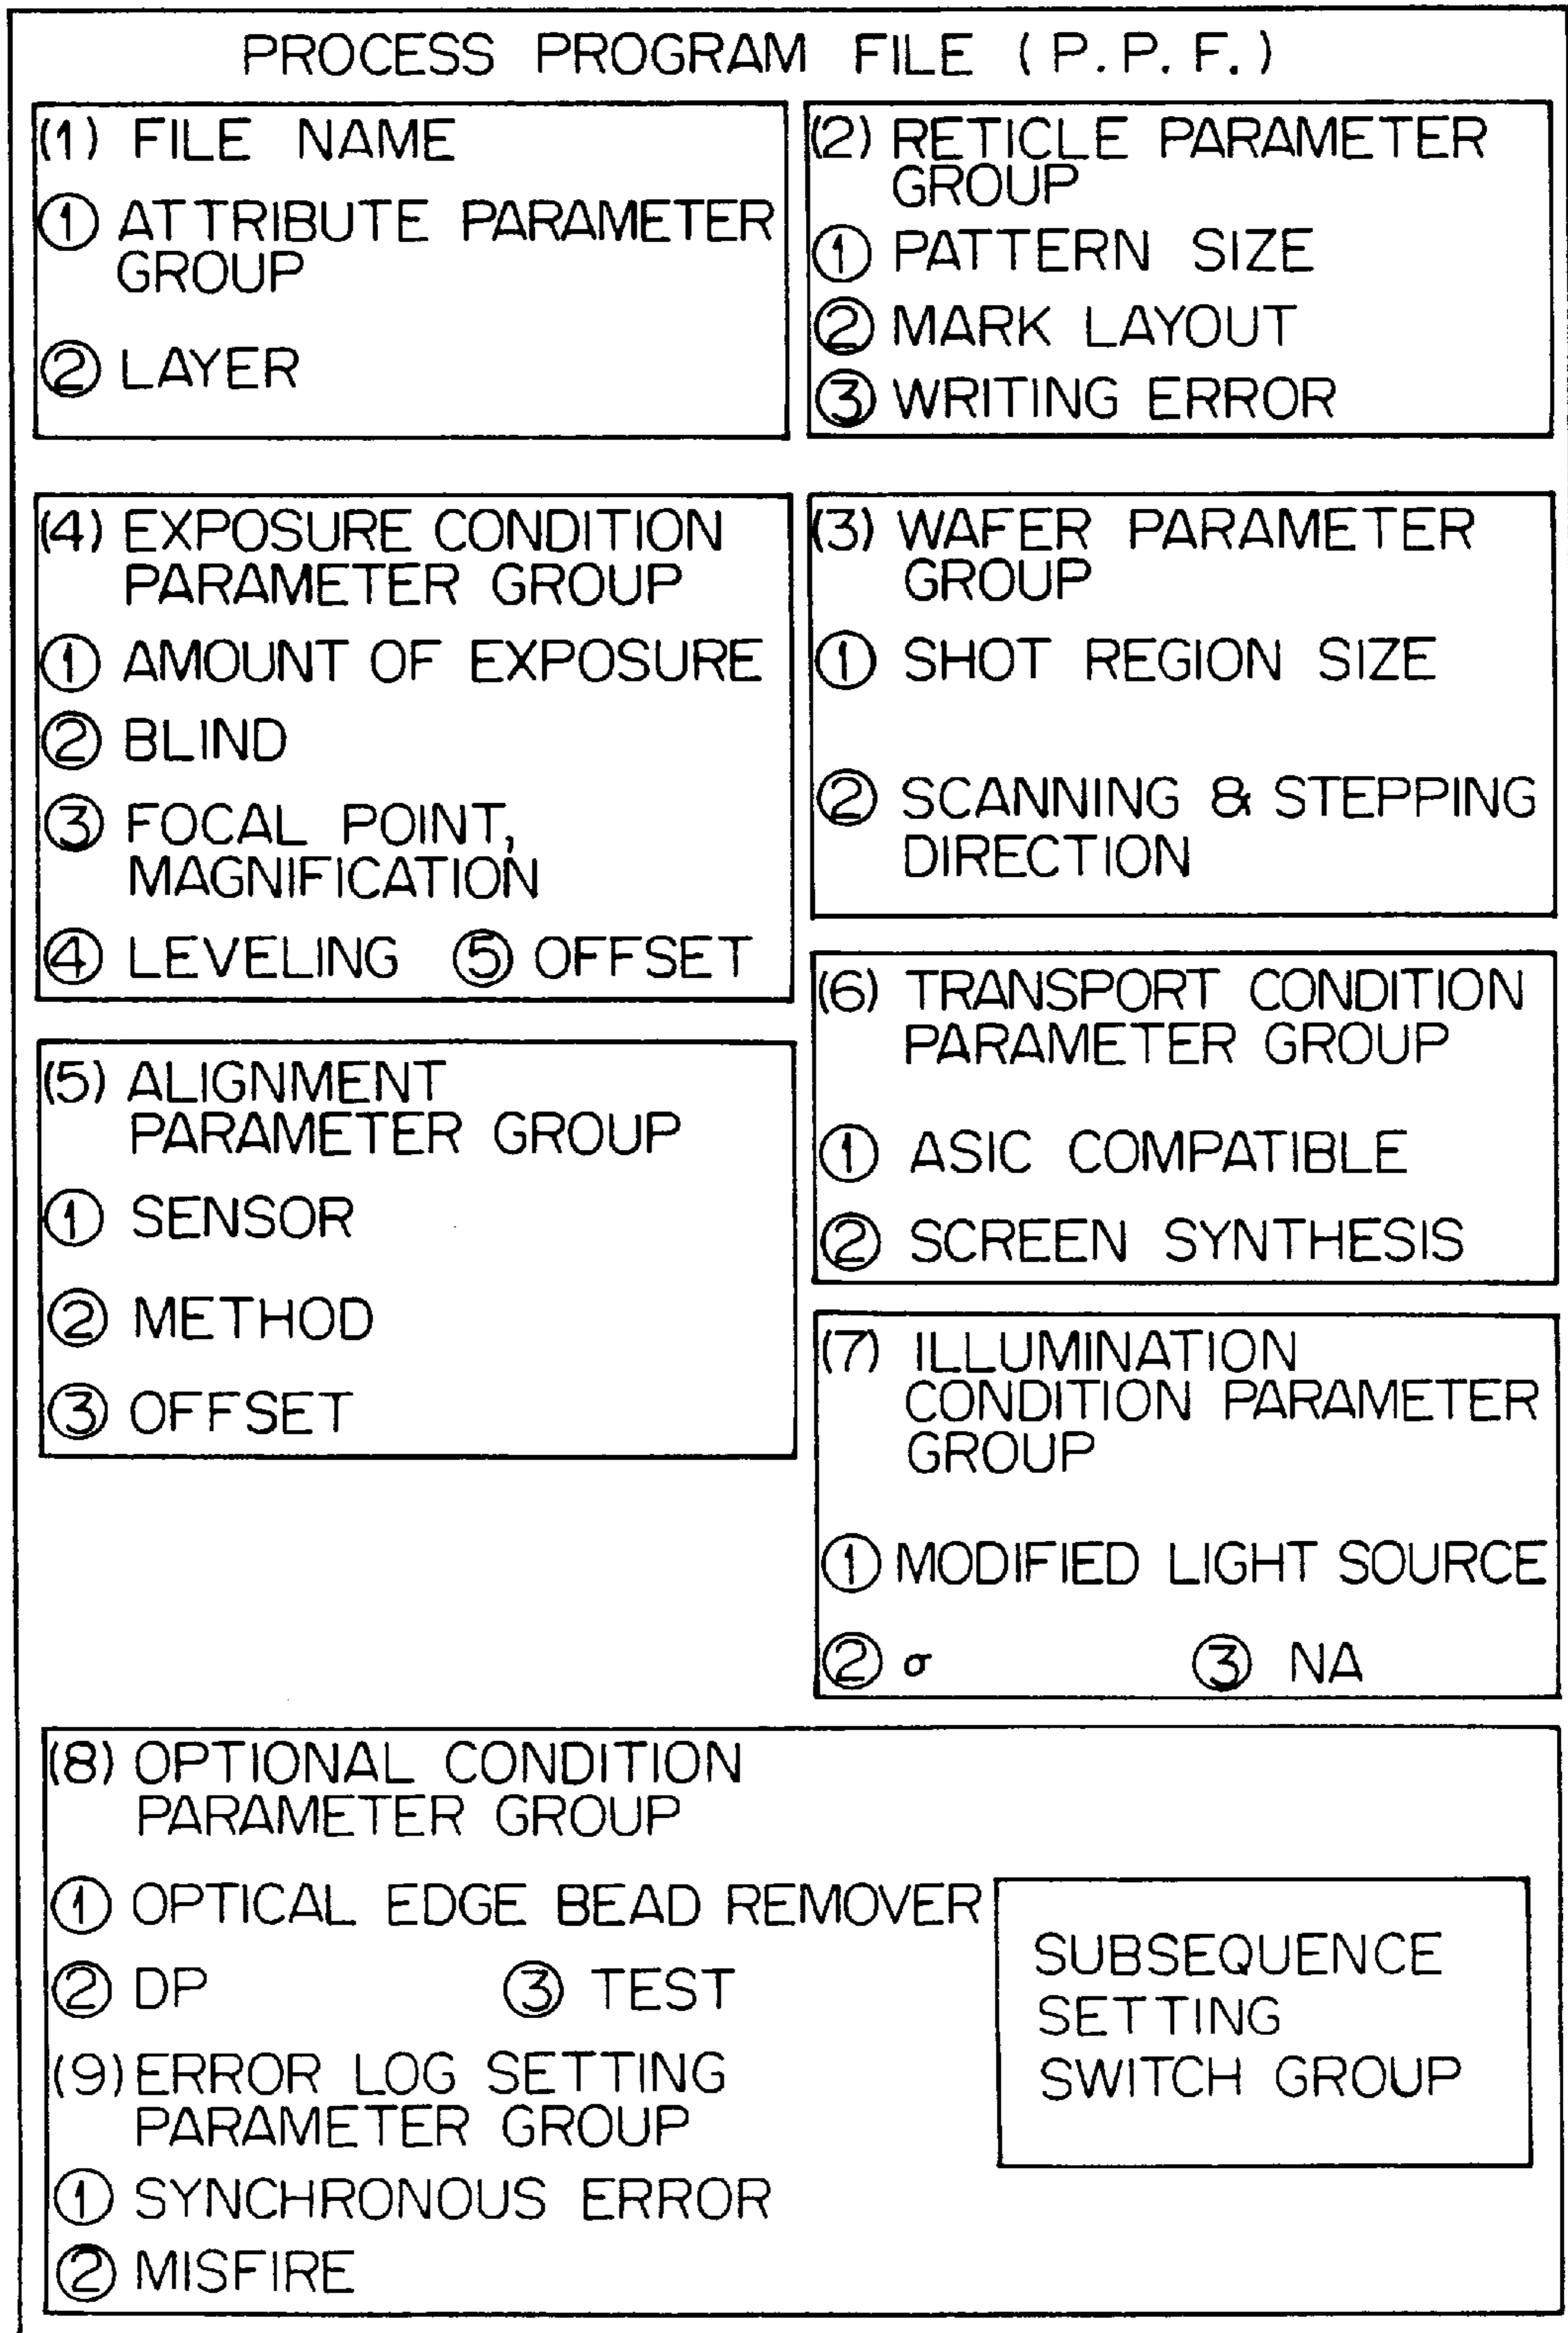 PROCESS PROGRAM FILE (P.P.F.)
(1) FILE NAME
① ATTRIBUTE PARAMETER
GROUP
② LAYER
(2) RETICLE PARAMETER
GROUP
① PATTERN SIZE
② MARK LAYOUT
③ WRITING ERROR
(4) EXPOSURE CONDITION
PARAMETER GROUP
① AMOUNT OF EXPOSURE
② BLIND
③ FOCAL POINT,
MAGNIFICATION
④ LEVELING ⑤ OFFSET
(3) WAFER PARAMETER
GROUP
① SHOT REGION SIZE
② SCANNING & STEPPING
DIRECTION
(5) ALIGNMENT
PARAMETER GROUP
① SENSOR
② METHOD
③ OFFSET
(6) TRANSPORT CONDITION
PARAMETER GROUP
① ASIC COMPATIBLE
② SCREEN SYNTHESIS
(7) ILLUMINATION
CONDITION PARAMETER
GROUP
① MODIFIED LIGHT SOURCE
② σ ③ NA
(8) OPTIONAL CONDITION
PARAMETER GROUP
① OPTICAL EDGE BEAD REMOVER
② DP ③ TEST
(9) ERROR LOG SETTING
PARAMETER GROUP
① SYNCHRONOUS ERROR
② MISFIRE
SUBSEQUENCE
SETTING
SWITCH GROUP